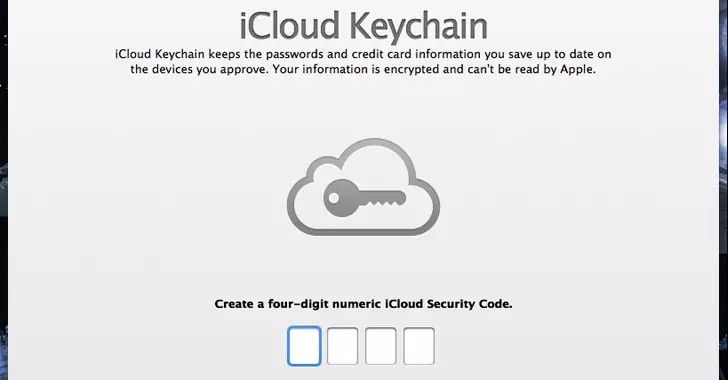 iCloud Keychain
iCloud Keychain keeps the passwords and credit card information you save up to date on
the devices you approve. Your information is encrypted and can't be read by Apple.
Create a four-digit numeric iCloud Security Code.